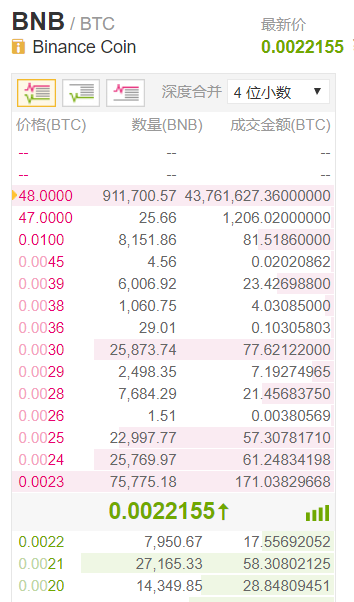 BNB / BTC 最新价
Binance Coin 0.0022155
深度合并 4 位小数
价格(BTC) 数量(BNB) 成交金额(BTC)
-- -- --
-- -- --
48.0000 911,700.57 43,761,627.36000000
47.0000 25.66 1,206.02000000
0.0100 8,151.86 81.51860000
0.0045 4.56 0.02020862
0.0039 6,006.92 23.42698800
0.0038 1,060.75 4.03085000
0.0036 29.01 0.10305803
0.0030 25,873.74 77.62122000
0.0029 2,498.35 7.19274965
0.0028 7,684.29 21.45683750
0.0026 1.51 0.00380569
0.0025 22,997.77 57.30781710
0.0024 25,769.97 61.24834198
0.0023 75,775.18 171.03829668
0.0022155↑
0.0022 7,950.67 17.55692052
0.0021 27,165.33 58.30802125
0.0020 14,349.85 28.84809451